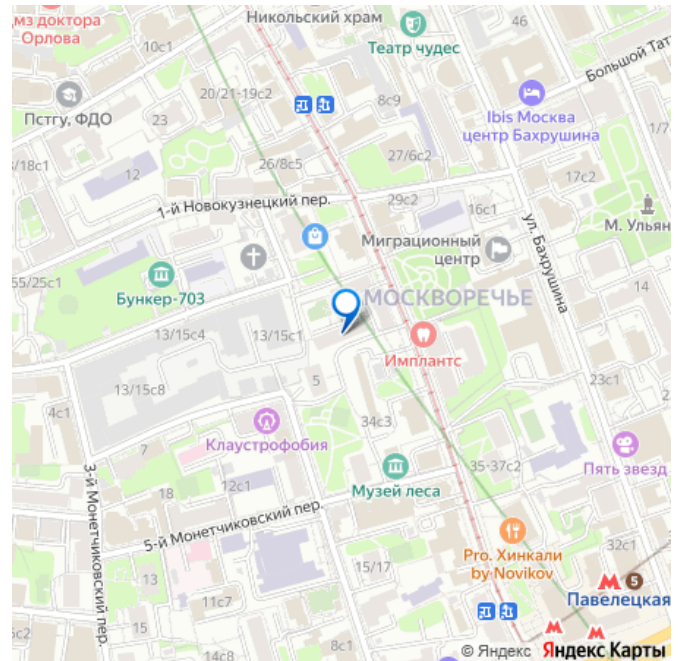 мз доктора
Орлова
Никольский храм
46
10с1
Театр чудес
Большой Тат
20/21-19с2
8с9
Ibis Москва
центр Бахрушина
Пстгу, ФДО
23
1/7
/18с1
12
26/8с5
27/6с2
17с2
1-й Новокузнецкий пер.
29с2
16с1
ул. Бахрушина
М. Ульян
Миграционный
центр
55/25с1
Бункер-703
МОСКВОРЕЧЬЕ
14
13/15с4
13/15с1
Имплантс
13/15с8
5
23с1
4с1
34с3
Клаустрофобия
7
35-37с2
Пять звезд
12с1
Музей леса
18
3-й Монетчиковский пер.
5-й Монетчиковский пер.
Pro. Хинкали
by Novikov
32с1
13
15/17
5
Павелецкая
11с7
5с2
8с1
© Яндекс Яндекс Карты